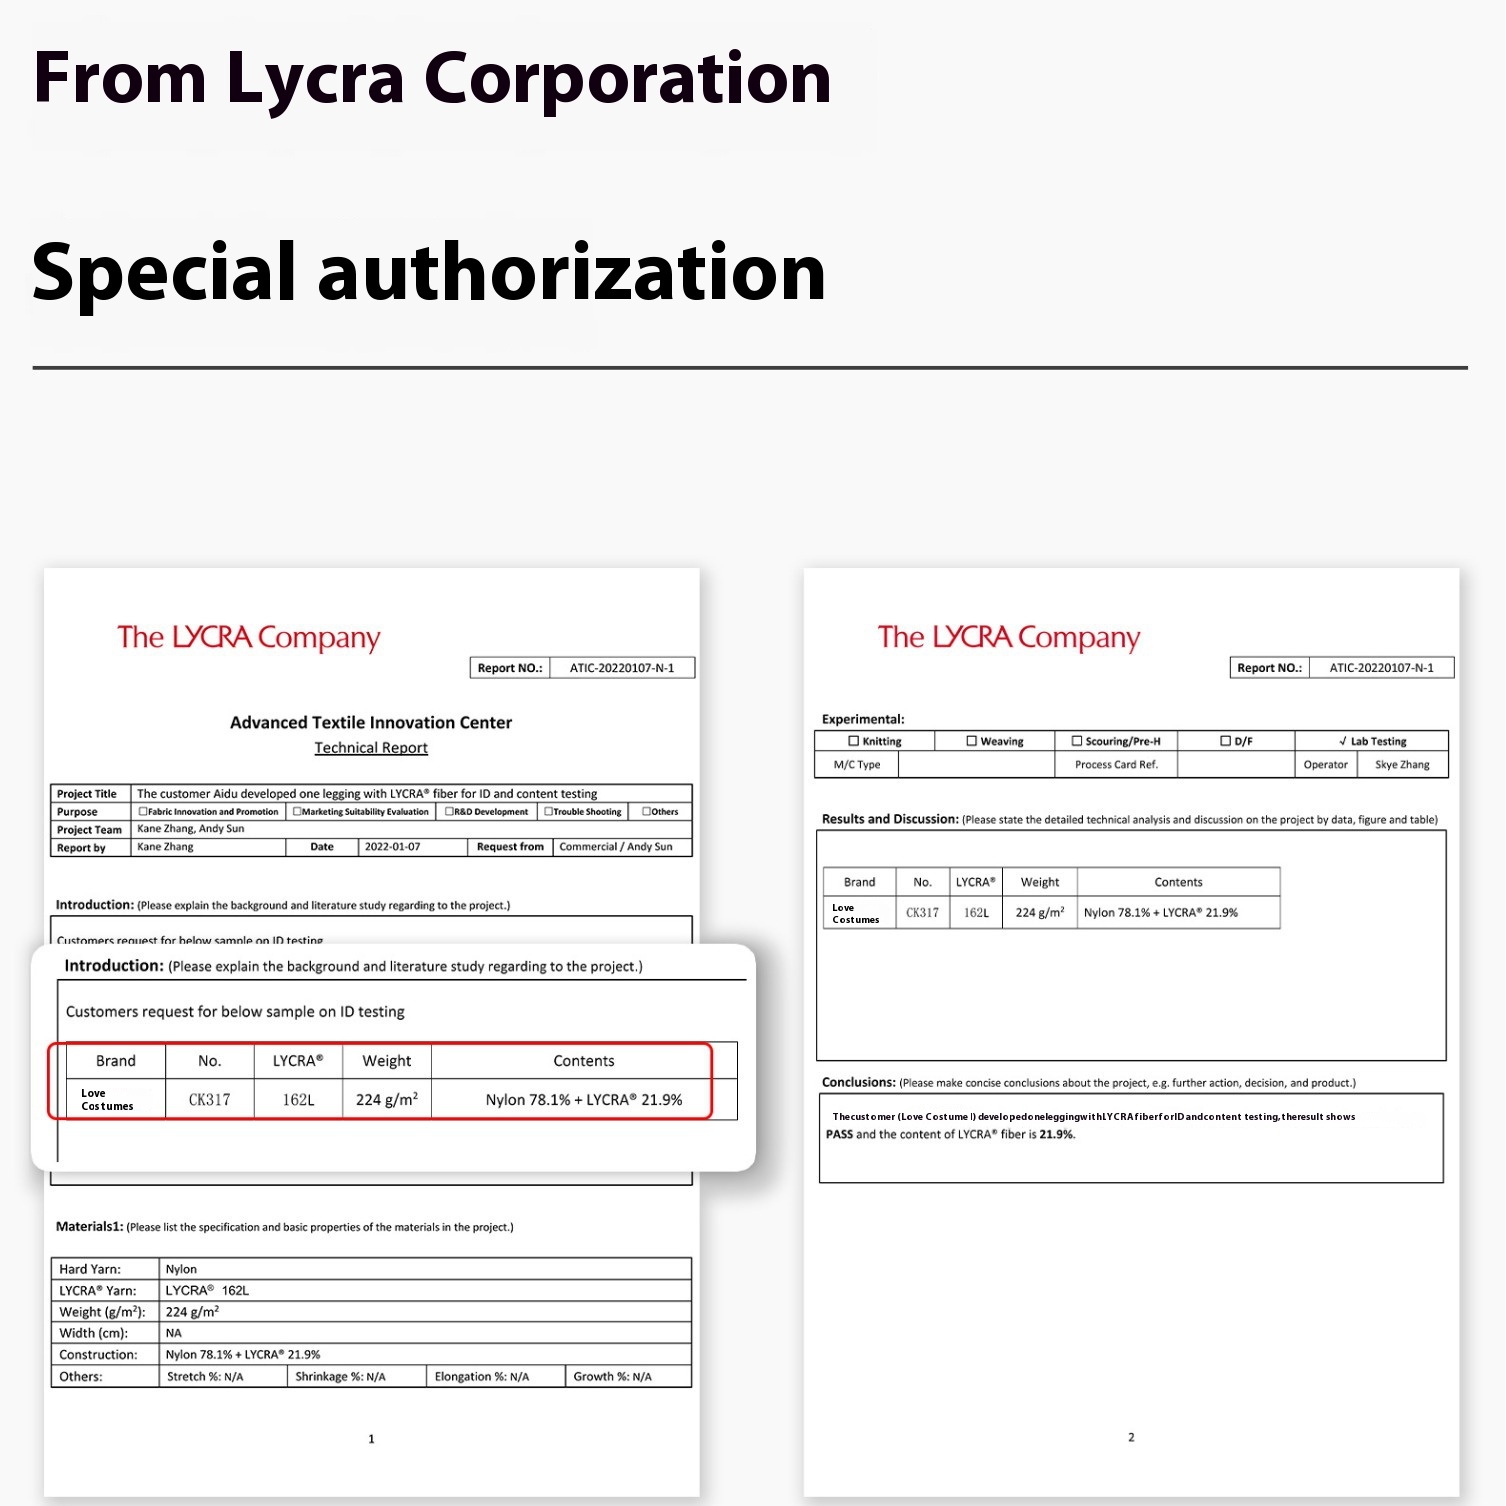 From Lycra Corporation
Special authorization
The LYCRA Company
Report NO.: ATIC-20220107-N-1
Advanced Textile Innovation Center
Technical Report
Project Title The customer Aidu developed one legging with LYCRA® fiber for ID and content testing
Purpose ☐Fabric Innovation and Promotion ☐Marketing Suitability Evaluation ☐R&D Development ☐Trouble Shooting ☐Others
Project Team Kane Zhang, Andy Sun
Report by Kane Zhang Date 2022-01-07 Request from Commercial / Andy Sun
Introduction: (Please explain the background and literature study regarding to the project.)
Customers request for below sample on ID testing
Introduction: (Please explain the background and literature study regarding to the project.)
Customers request for below sample on ID testing
Brand No. LYCRA® Weight Contents
Love
Costumes CK317 162L 224 g/m² Nylon 78.1% + LYCRA® 21.9%
Materials1: (Please list the specification and basic properties of the materials in the project.)
Hard Yarn: Nylon
LYCRA® Yarn: LYCRA® 162L
Weight (g/m²): 224 g/m²
Width (cm): NA
Construction: Nylon 78.1% + LYCRA® 21.9%
Others: Stretch %: N/A Shrinkage %: N/A Elongation %: N/A Growth %: N/A
1
The LYCRA Company
Report NO.: ATIC-20220107-N-1
Experimental:
☐ Knitting ☐ Weaving ☐ Scouring/Pre-H ☐ D/F √ Lab Testing
M/C Type Process Card Ref. Operator Skye Zhang
Results and Discussion: (Please state the detailed technical analysis and discussion on the project by data, figure and table)
Brand No. LYCRA® Weight Contents
Love
Costumes CK317 162L 224 g/m² Nylon 78.1% + LYCRA® 21.9%
Conclusions: (Please make concise conclusions about the project, e.g. further action, decision, and product.)
Thecustomer (Love Costume I) developedoneleggingwithLYCRAfiberforIDandcontent testing,theresult shows
PASS and the content of LYCRA® fiber is 21.9%.
2